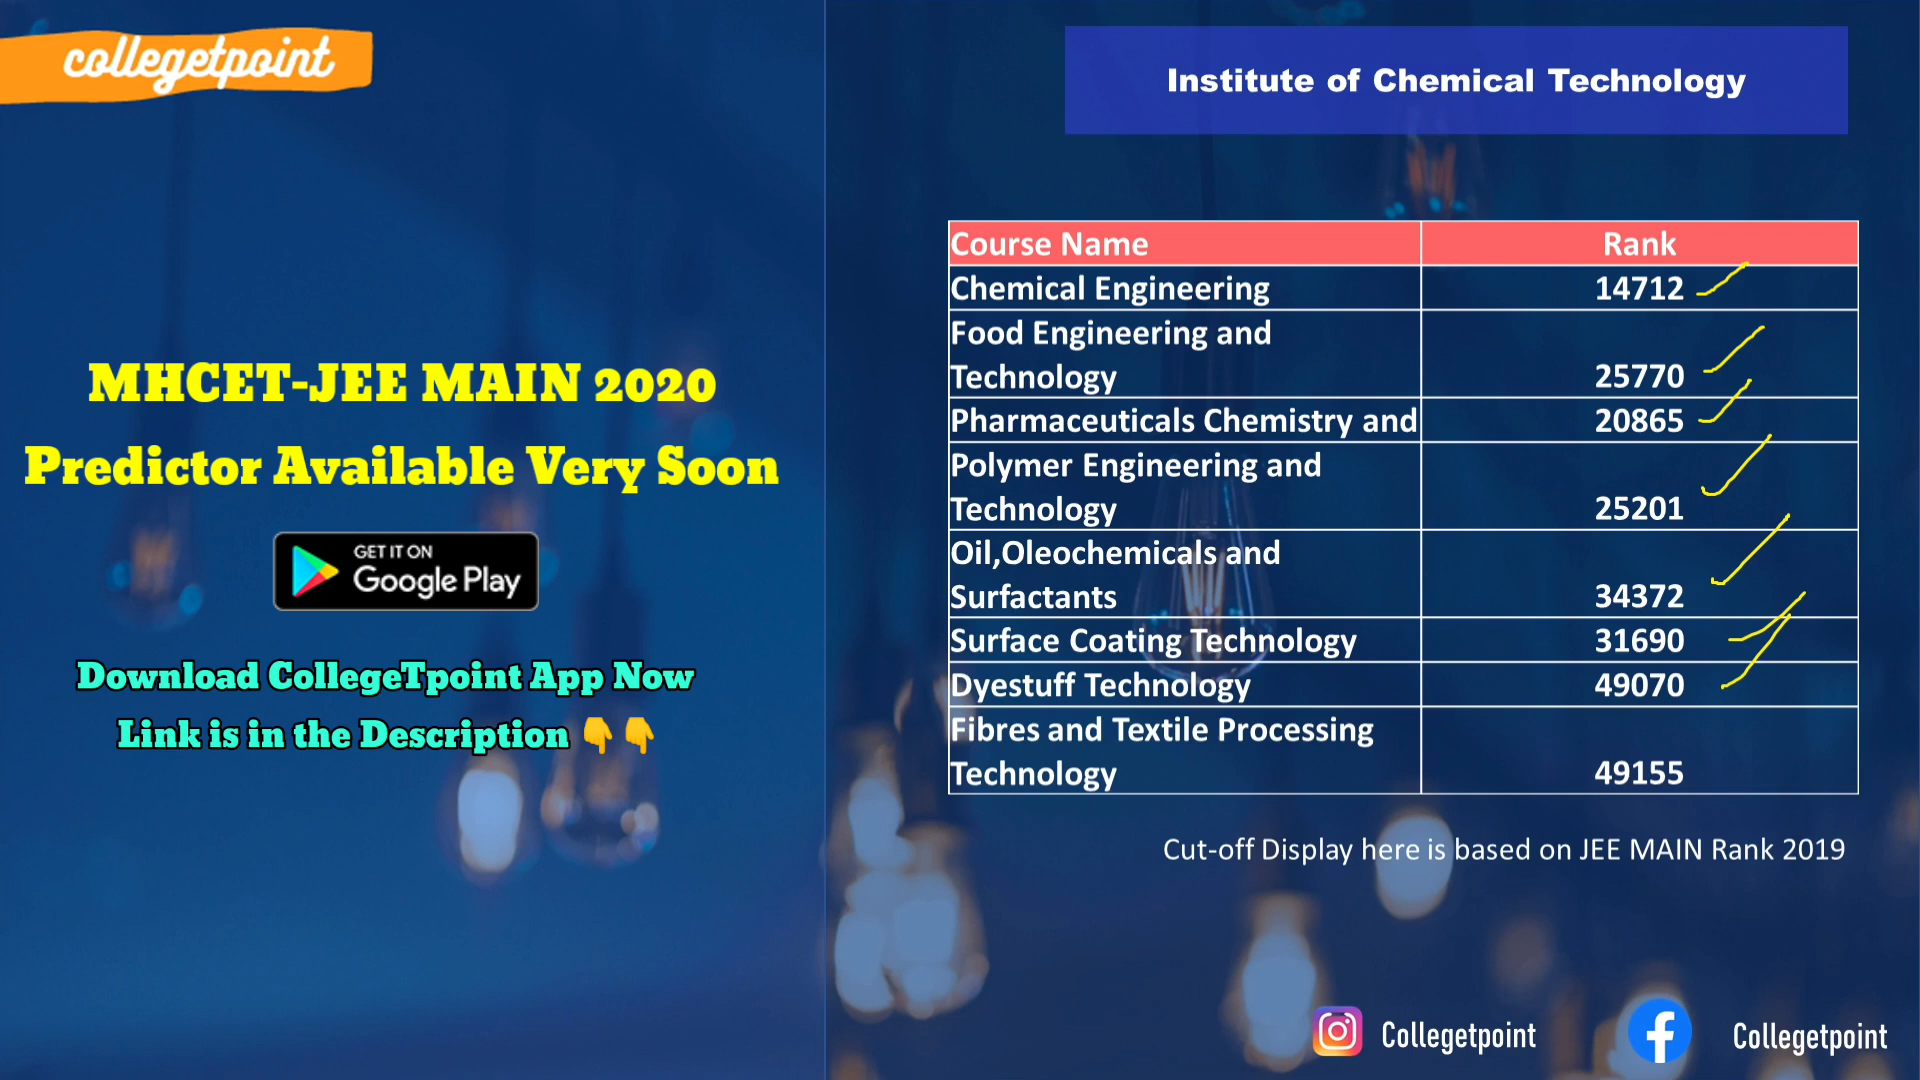 collegetpoint
MHCET-JEE MAIN 2020
Predictor Available Very Soon
GET IT ON
Google Play
Download CollegeTpoint App Now
Link is in the Description 👇👇
Institute of Chemical Technology
Course Name Rank
Chemical Engineering 14712
Food Engineering and
Technology 25770
Pharmaceuticals Chemistry and 20865
Polymer Engineering and
Technology 25201
Oil,Oleochemicals and
Surfactants 34372
Surface Coating Technology 31690
Dyestuff Technology 49070
Fibres and Textile Processing
Technology 49155
Cut-off Display here is based on JEE MAIN Rank 2019
Collegetpoint Collegetpoint